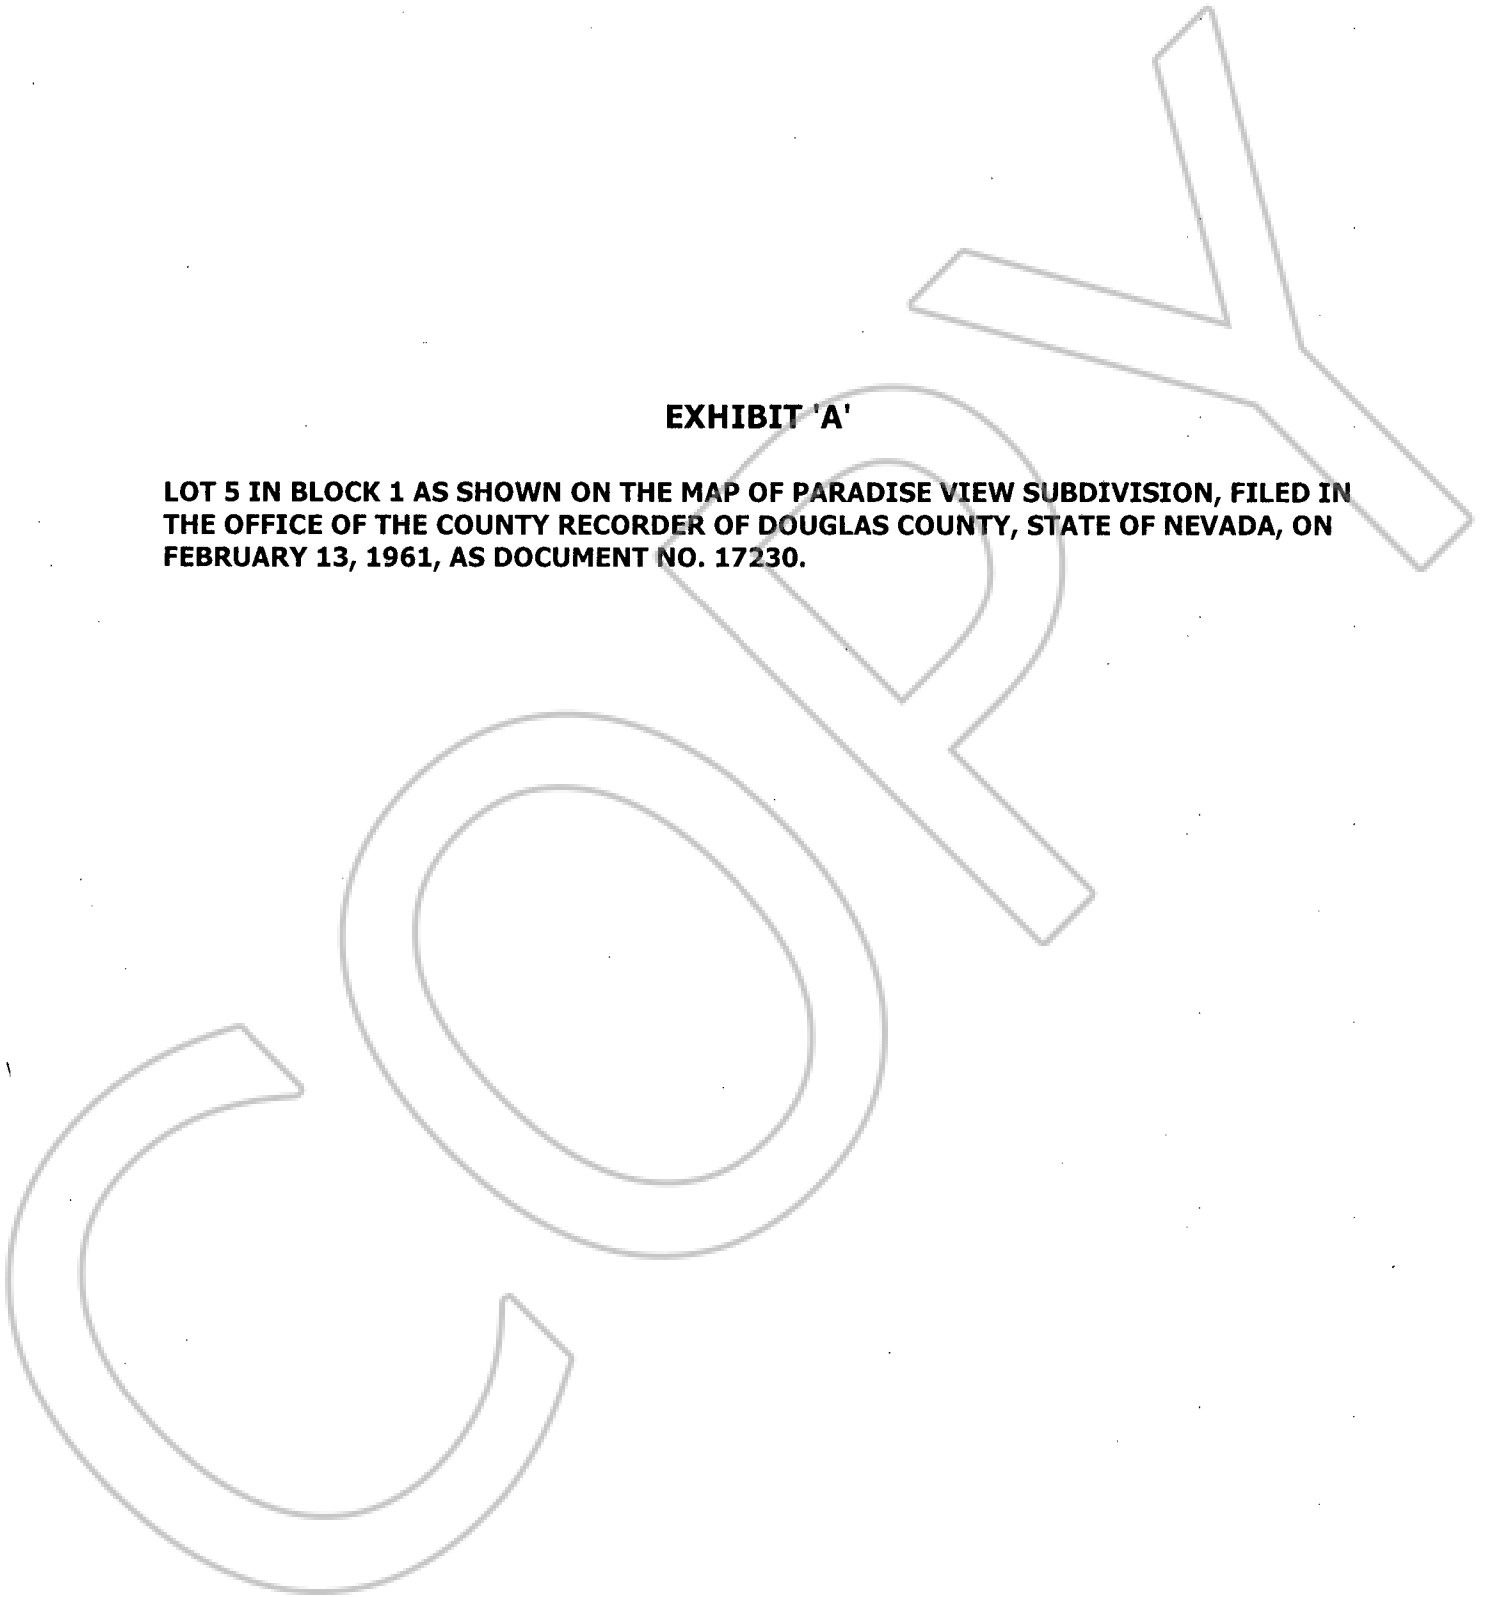 EXHIBIT 'A'
LOT 5 IN BLOCK 1 AS SHOWN ON THE MAP OF PARADISE VIEW SUBDIVISION, FILED IN
THE OFFICE OF THE COUNTY RECORDER OF DOUGLAS COUNTY, STATE OF NEVADA, ON
FEBRUARY 13, 1961, AS DOCUMENT NO. 17230.
COPY